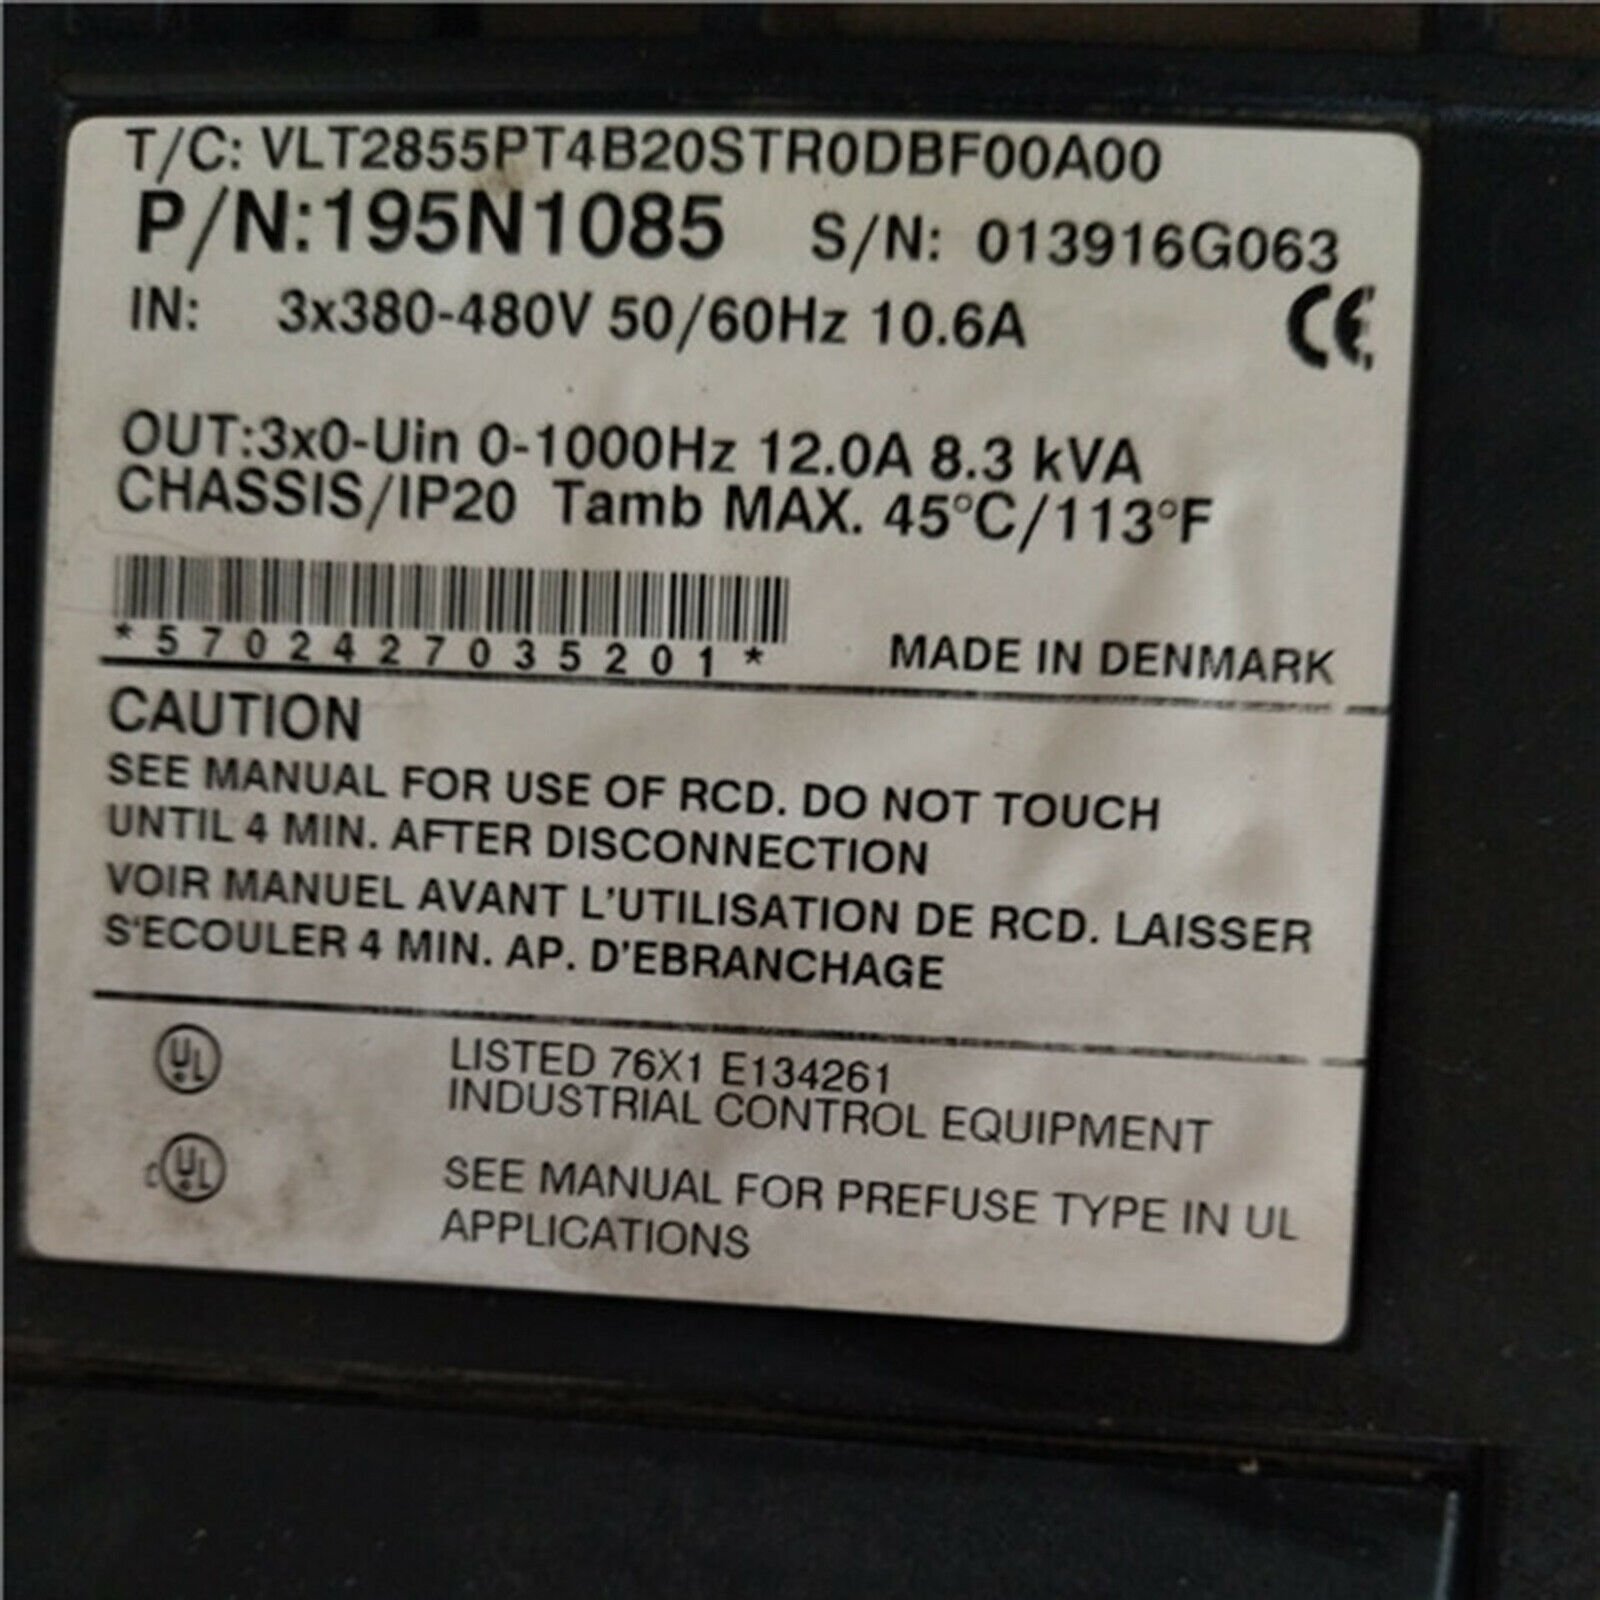 T/C: VLT2855PT4B20STR0DBF00A00
P/N:195N1085 S/N: 013916G063
IN: 3x380-480V 50/60Hz 10.6A
CE
OUT:3x0-Uin 0-1000Hz 12.0A 8.3 kVA
CHASSIS/IP20 Tamb MAX. 45°C/113°F
*5702427035201*
MADE IN DENMARK
CAUTION
SEE MANUAL FOR USE OF RCD. DO NOT TOUCH
UNTIL 4 MIN. AFTER DISCONNECTION
VOIR MANUEL AVANT L'UTILISATION DE RCD. LAISSER
S'ECOULER 4 MIN. AP. D'EBRANCHAGE
UL
LISTED 76X1 E134261
INDUSTRIAL CONTROL EQUIPMENT
c UL
SEE MANUAL FOR PREFUSE TYPE IN UL
APPLICATIONS